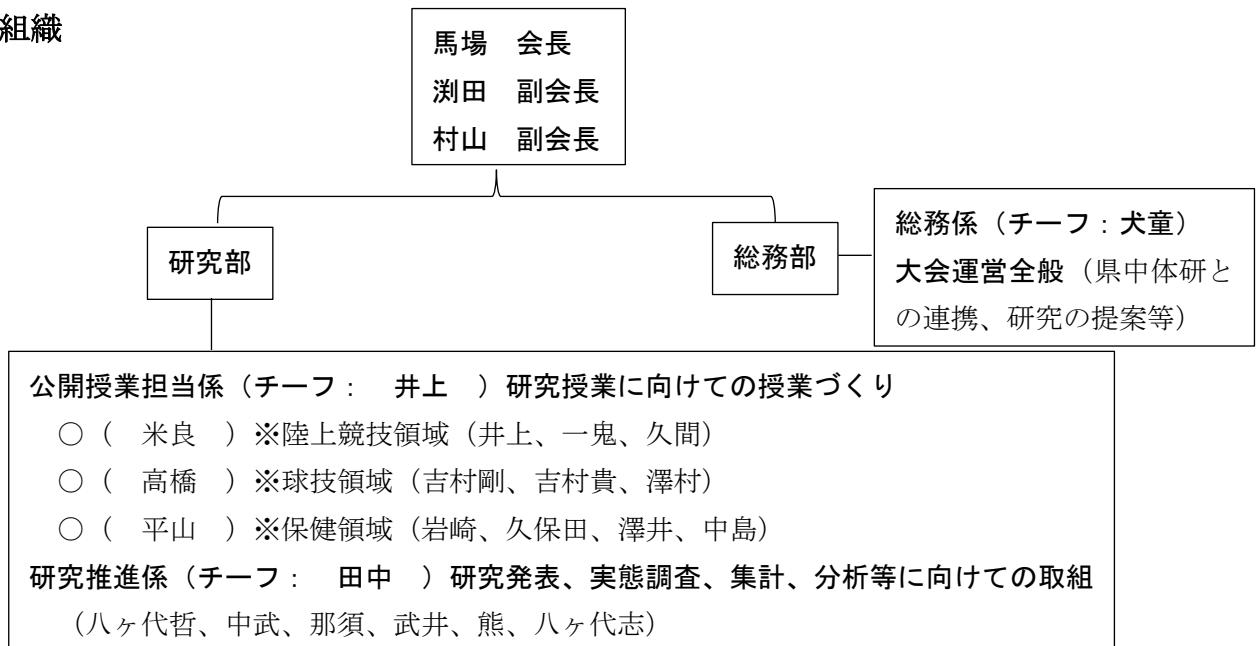 組織
馬場　会長
渕田　副会長
村山　副会長
研究部
総務部
総務係（チーフ：犬童）
大会運営全般（県中体研と
の連携、研究の提案等）
公開授業担当係（チーフ：　井上　）研究授業に向けての授業づくり
○（　米良　）※陸上競技領域（井上、一鬼、久間）
○（　高橋　）※球技領域（吉村剛、吉村貴、澤村）
○（　平山　）※保健領域（岩崎、久保田、澤井、中島）
研究推進係（チーフ：　田中　）研究発表、実態調査、集計、分析等に向けての取組
（八ヶ代哲、中武、那須、武井、熊、八ヶ代志）